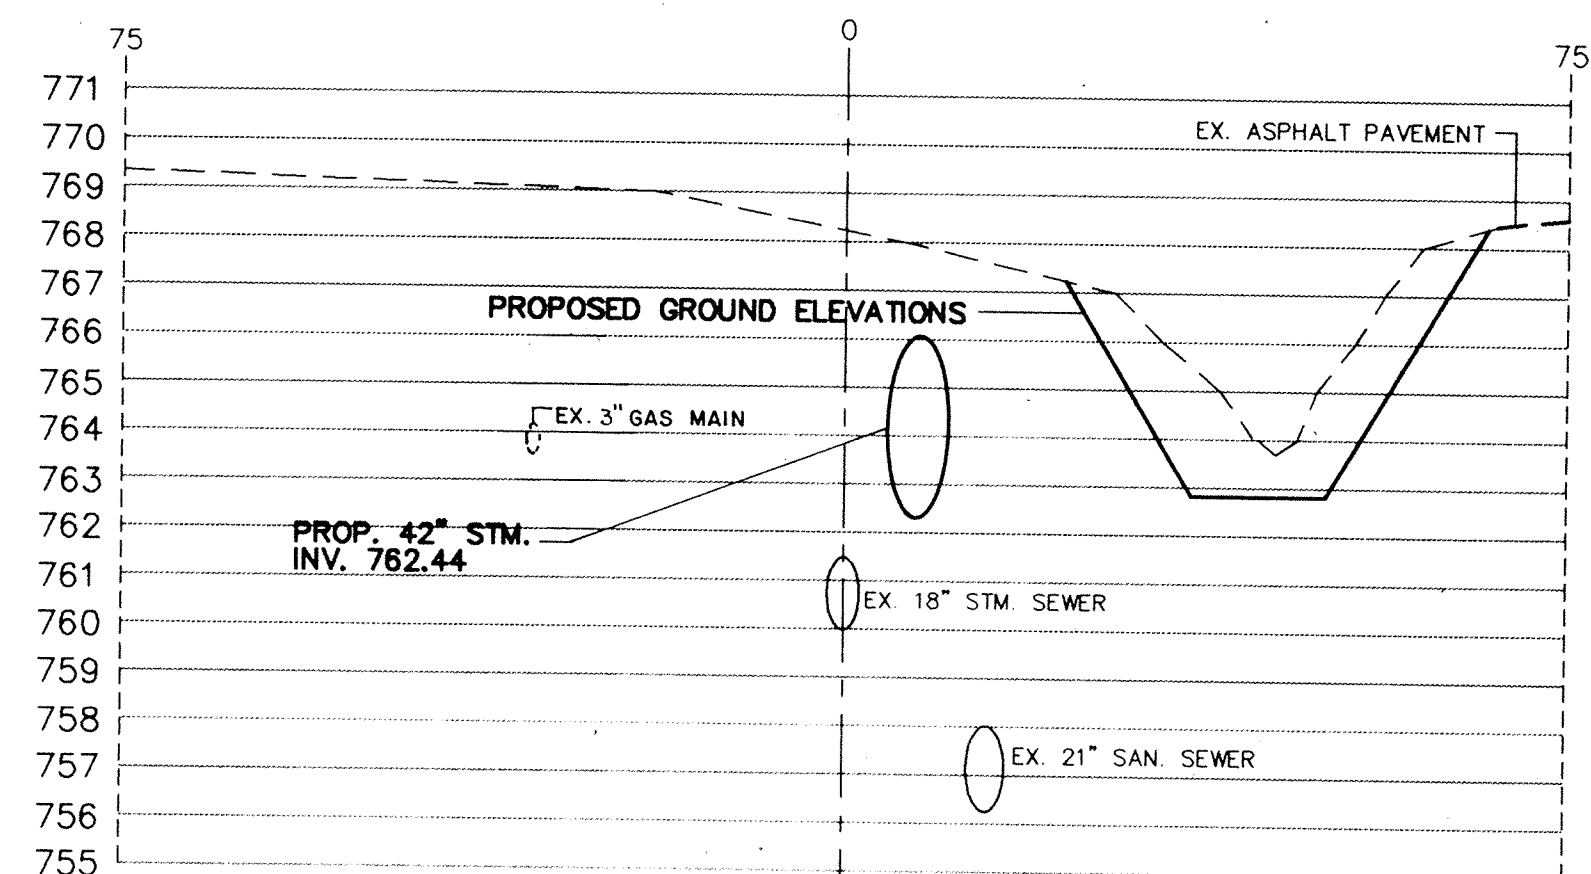 75
0
75
771
770
EX. ASPHALT PAVEMENT
769
768
767
PROPOSED GROUND ELEVATIONS
766
765
EX. 3" GAS MAIN
764
763
762
PROP. 42" STM.
INV. 762.44
761
EX. 18" STM. SEWER
760
759
758
EX. 21" SAN. SEWER
757
756
755